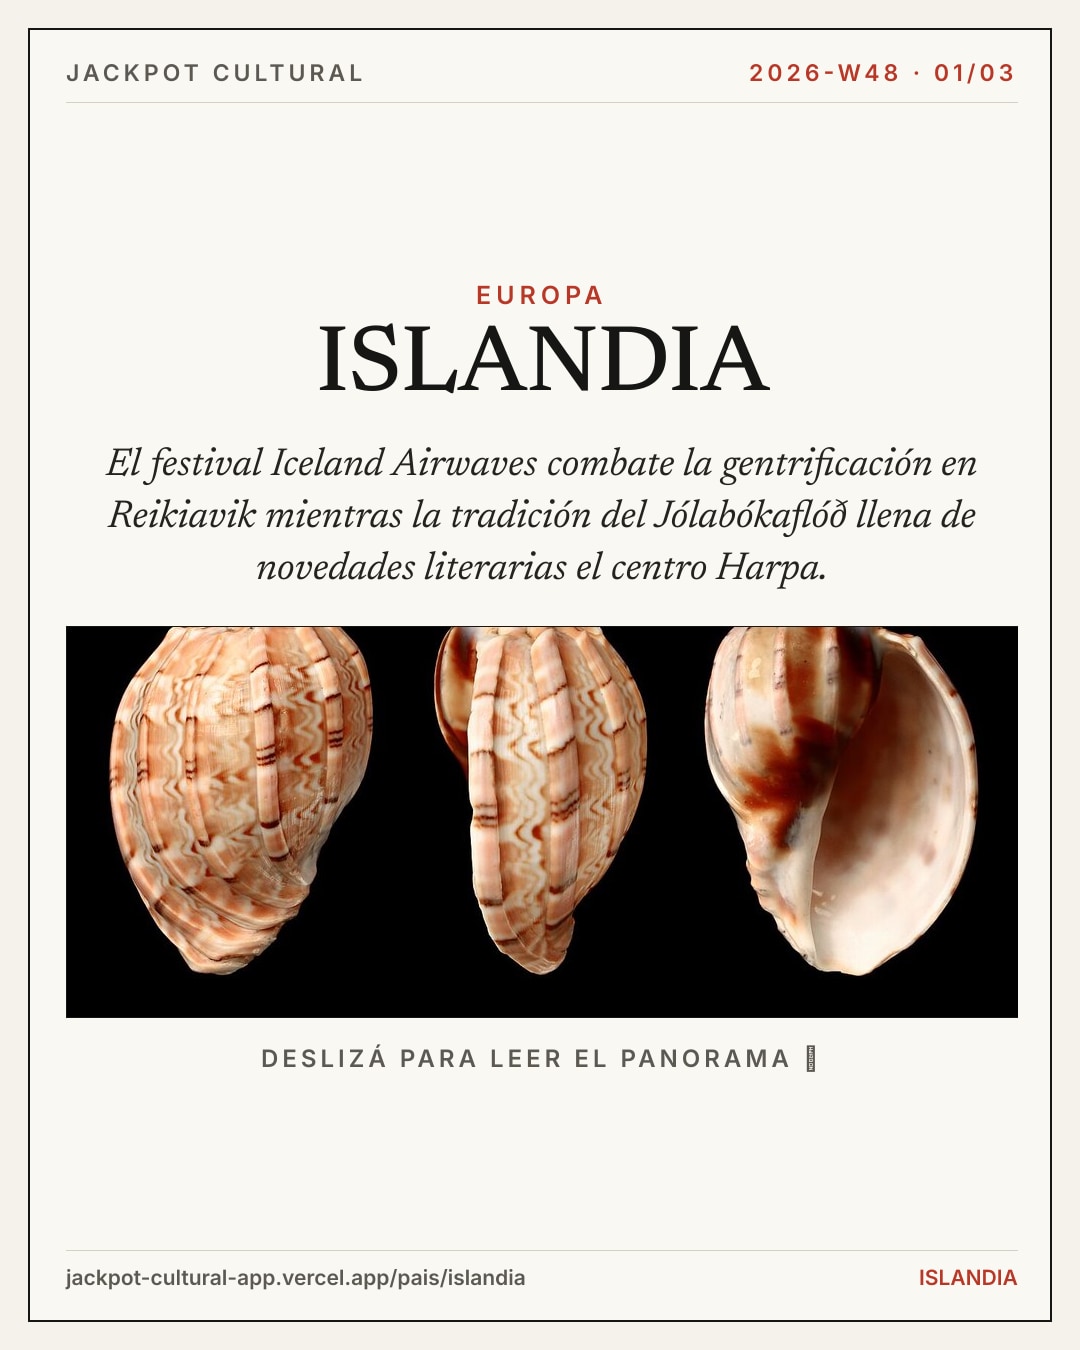 JACKPOT CULTURAL
2026-W48 · 01/03
EUROPA
ISLANDIA
El festival Iceland Airwaves combate la gentrificación en
Reikiavik mientras la tradición del Jólabókaflóð llena de
novedades literarias el centro Harpa.
DESLIZÁ PARA LEER EL PANORAMA
jackpot-cultural-app.vercel.app/pais/islandia
ISLANDIA